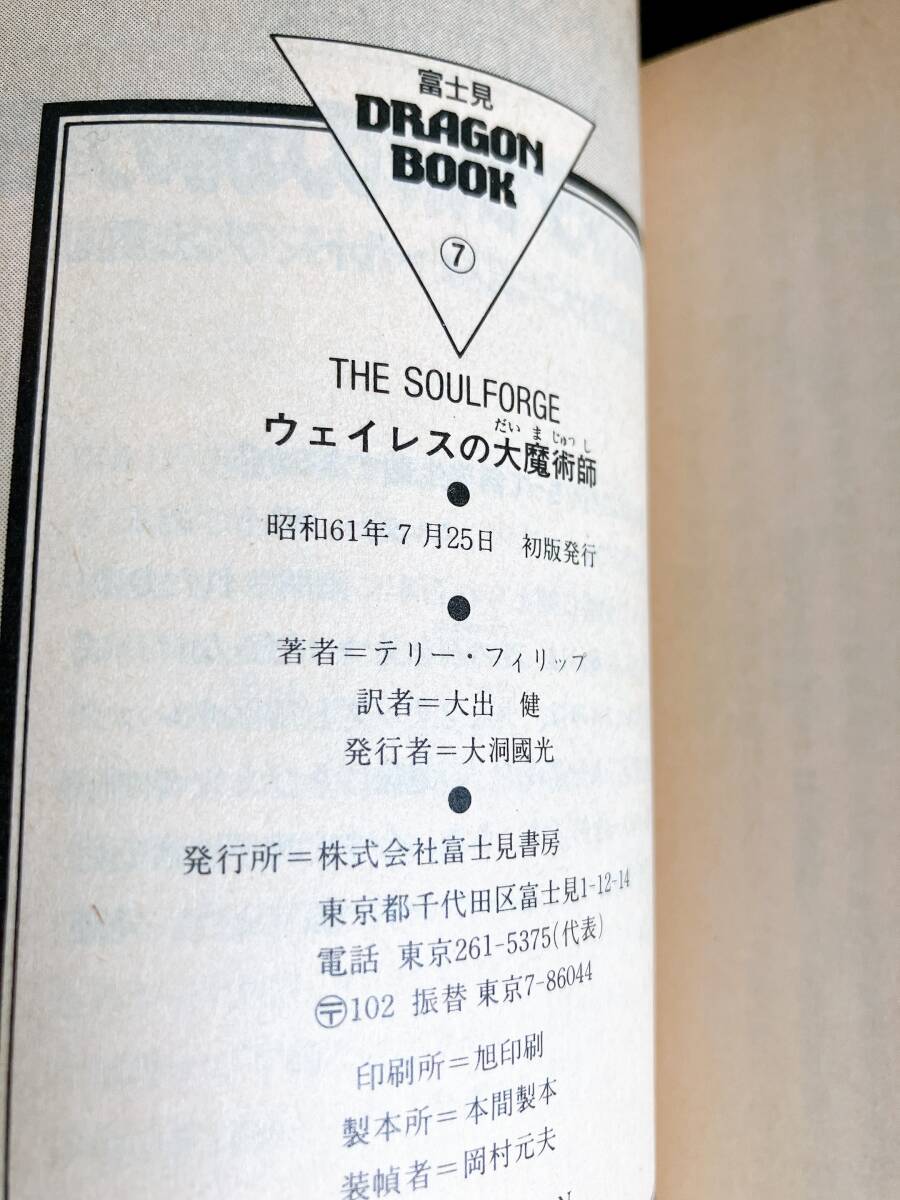 富士見
DRAGON
BOOK
⑦
THE SOULFORGE
だいまじゅつし
ウェイレスの大魔術師
昭和61年7月25日 初版発行
著者＝テリー・フィリップ
訳者＝大出 健
発行者＝大洞國光
発行所＝株式会社富士見書房
東京都千代田区富士見1-12-14
電話 東京261-5375(代表)
〒102 振替 東京7-86044
印刷所＝旭印刷
製本所＝本間製本
装幀者＝岡村元夫